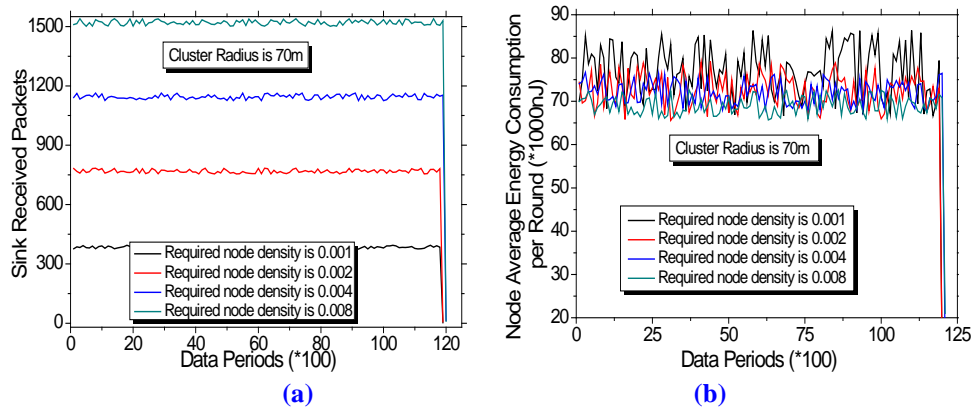 Sink Received Packets
1500
1200
900
600
300
0
Cluster Radius is 70m
Required node density is 0.001
Required node density is 0.002
Required node density is 0.004
Required node density is 0.008
0 20 40 60 80 100 120
Data Periods (*100)
(a)
Node Average Energy Consumption
per Round (*1000nJ)
90
80
70
60
50
40
30
20
Cluster Radius is 70m
Required node density is 0.001
Required node density is 0.002
Required node density is 0.004
Required node density is 0.008
0 25 50 75 100 125
Data Periods (*100)
(b)